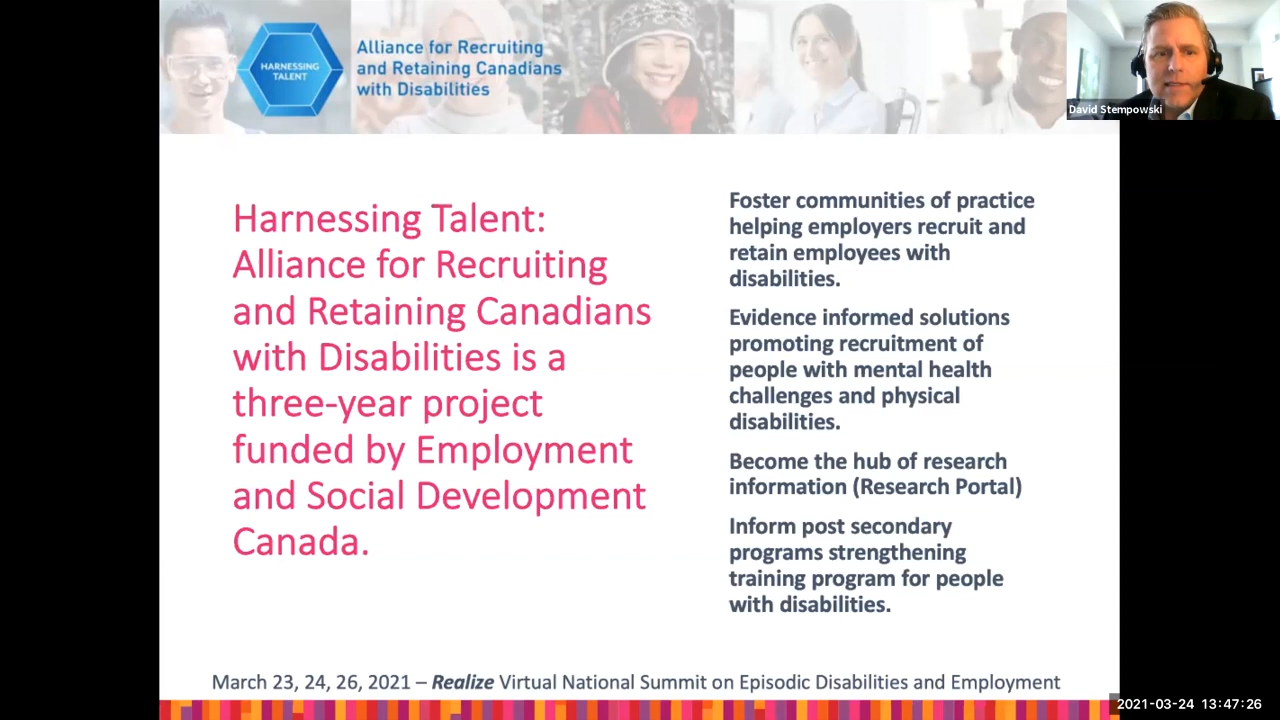 HARNESSING
TALENT
Alliance for Recruiting
and Retaining Canadians
with Disabilities
David Stempowski
Harnessing Talent:
Alliance for Recruiting
and Retaining Canadians
with Disabilities is a
three-year project
funded by Employment
and Social Development
Canada.
Foster communities of practice
helping employers recruit and
retain employees with
disabilities.
Evidence informed solutions
promoting recruitment of
people with mental health
challenges and physical
disabilities.
Become the hub of research
information (Research Portal)
Inform post secondary
programs strengthening
training program for people
with disabilities.
March 23, 24, 26, 2021 – Realize Virtual National Summit on Episodic Disabilities and Employment
2021-03-24 13:47:26